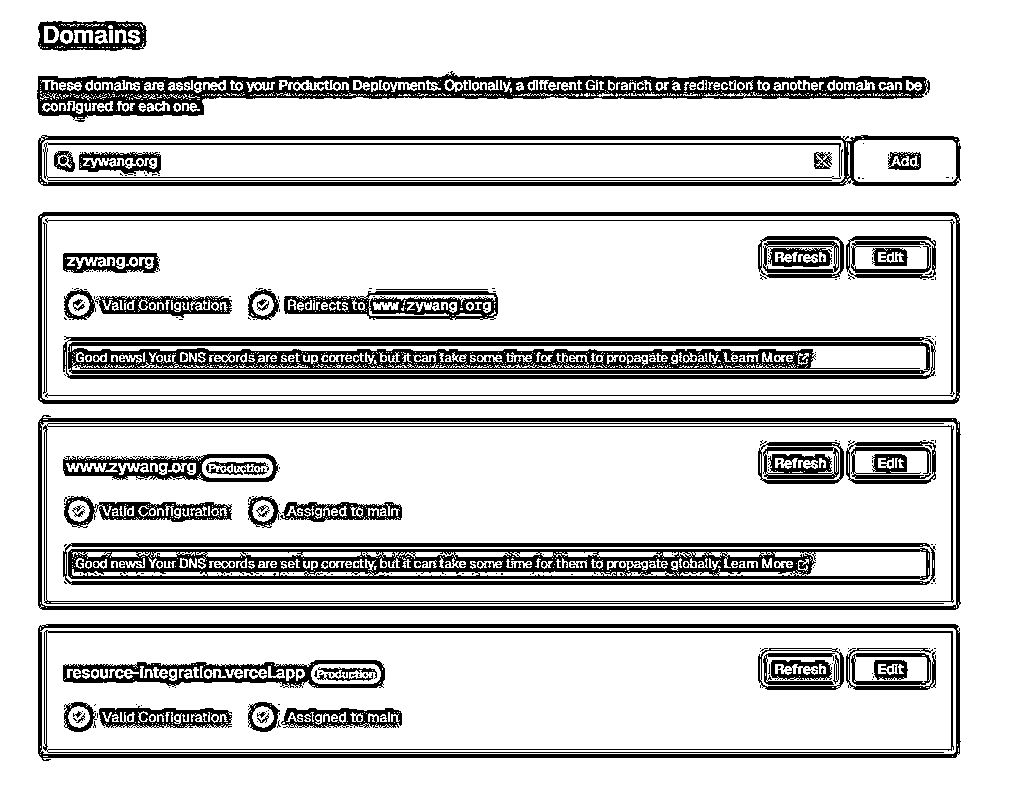 Domains
These domains are assigned to your Production Deployments. Optionally, a different Git branch or a redirection to another domain can be
configured for each one.
zywang.org
Add
zywang.org
Refresh
Edit
Valid Configuration
Redirects to www.zywang.org
Good news! Your DNS records are set up correctly, but it can take some time for them to propagate globally. Learn More
www.zywang.org Production
Refresh
Edit
Valid Configuration
Assigned to main
Good news! Your DNS records are set up correctly, but it can take some time for them to propagate globally. Learn More
resource-integration.vercel.app Production
Refresh
Edit
Valid Configuration
Assigned to main